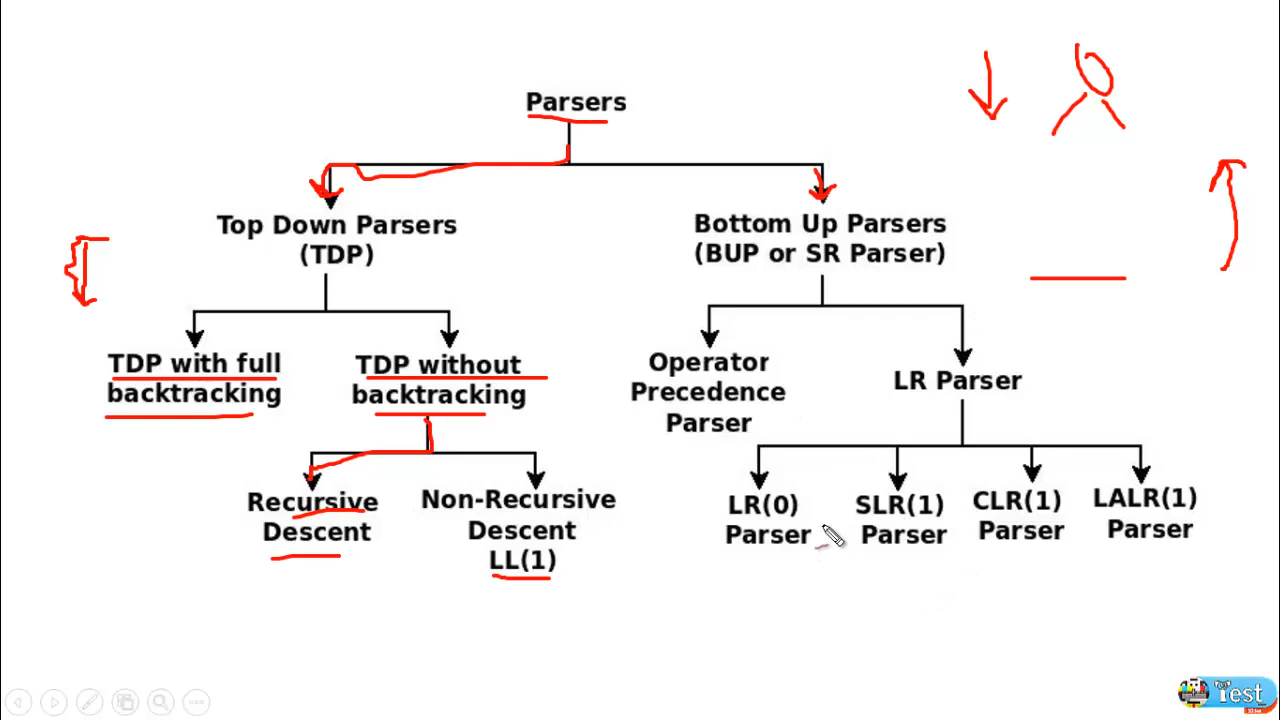 Parsers
Top Down Parsers
(TDP)
Bottom Up Parsers
(BUP or SR Parser)
TDP with full
backtracking
TDP without
backtracking
Operator
Precedence
Parser
LR Parser
Recursive
Descent
Non-Recursive
Descent
LL(1)
LR(0)
Parser
SLR(1)
Parser
CLR(1)
Parser
LALR(1)
Parser
Test